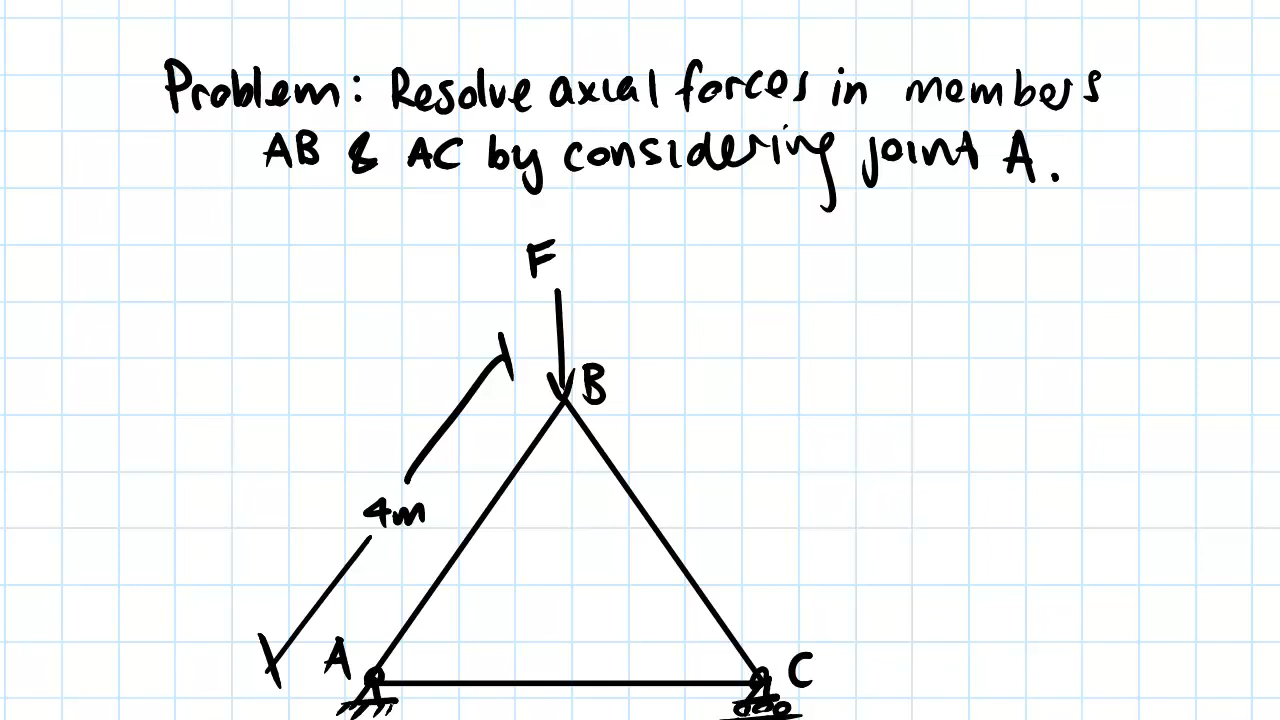 Problem: Resolve axial forces in members
AB & AC by considering joint A.
F
B
4m
A
C